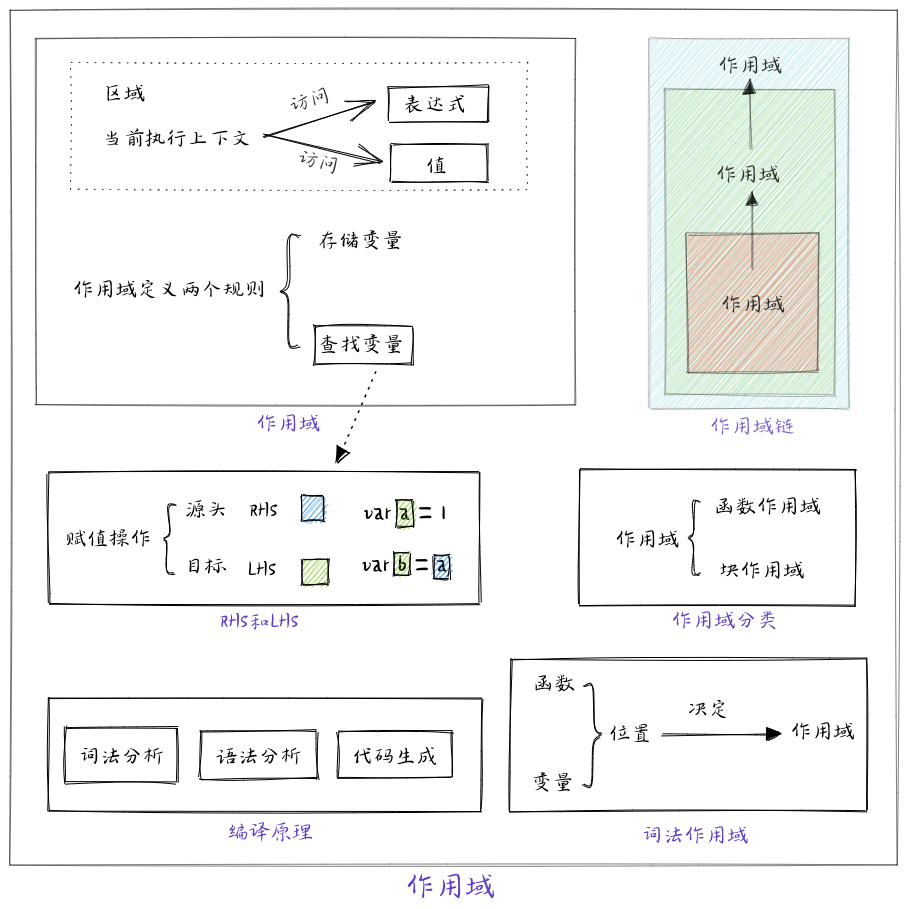 区域
访问
表达式
当前执行上下文
访问
值
存储变量
作用域定义两个规则
查找变量
作用域
作用域
作用域
作用域
作用域链
赋值操作
源头 RHS
var a = 1
目标 LHS
var b = a
RHS和LHS
作用域
函数作用域
块作用域
作用域分类
词法分析
语法分析
代码生成
编译原理
函数
变量
位置
决定
作用域
词法作用域
作用域